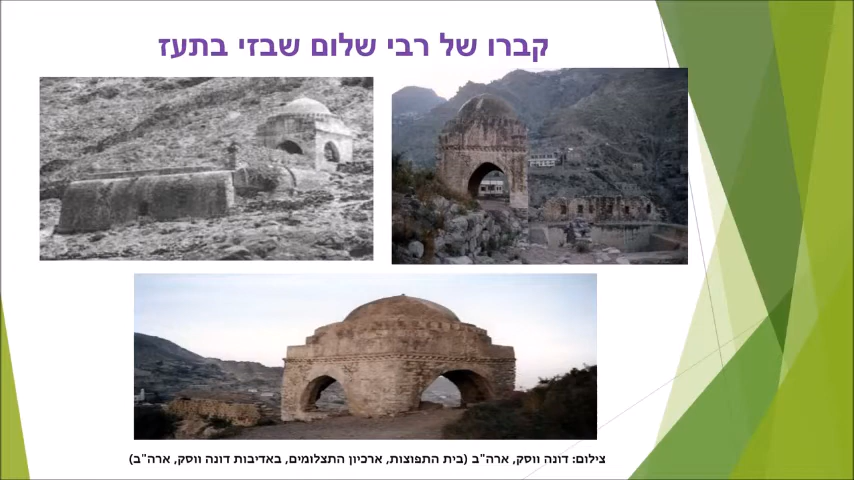 קברו של רבי שלום שבזי בתעז
צילום: דונה ווסק, ארה"ב (בית התפוצות, ארכיון התצלומים, באדיבות דונה ווסק, ארה"ב)